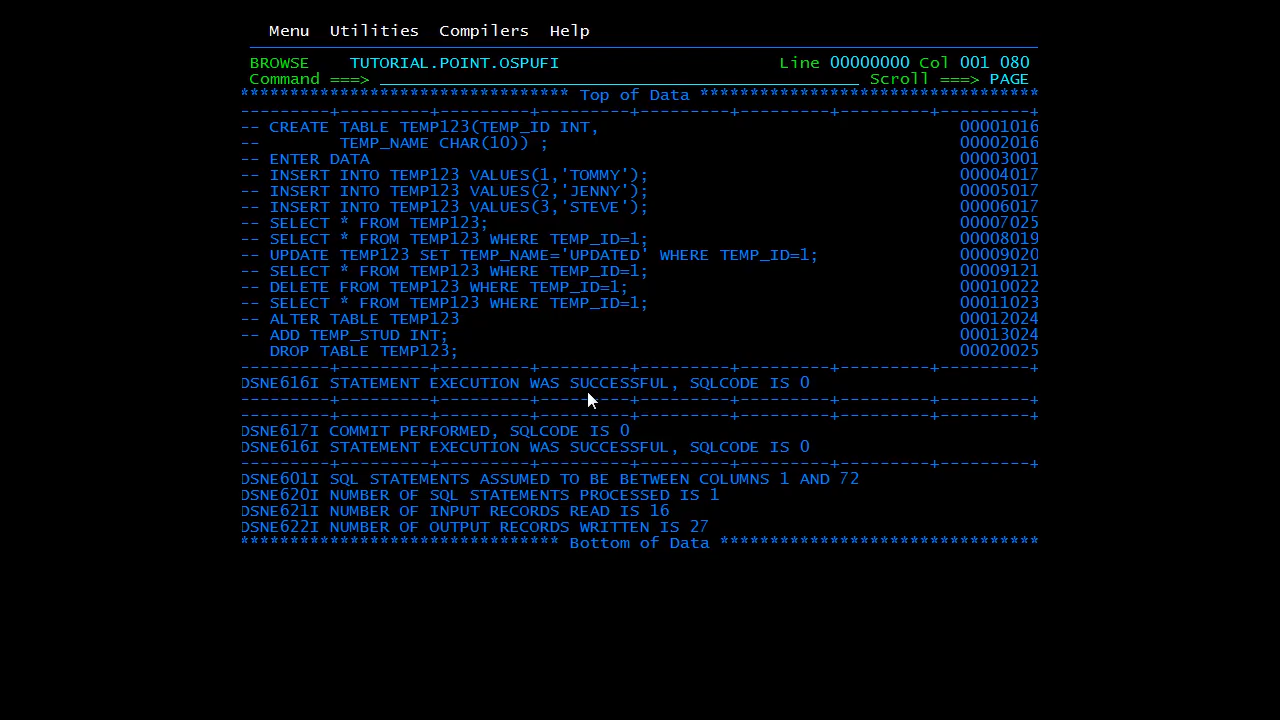 Menu  Utilities  Compilers  Help
BROWSE    TUTORIAL.POINT.OSPUFI                      Line 00000000 Col 001 080
Command ===>                                                  Scroll ===> PAGE
********************************* Top of Data **********************************
---------+---------+---------+---------+---------+---------+---------+---------+
-- CREATE TABLE TEMP123(TEMP_ID INT,                                    00001016
--        TEMP_NAME CHAR(10)) ;                                         00002016
-- ENTER DATA                                                           00003001
-- INSERT INTO TEMP123 VALUES(1,'TOMMY');                               00004017
-- INSERT INTO TEMP123 VALUES(2,'JENNY');                               00005017
-- INSERT INTO TEMP123 VALUES(3,'STEVE');                               00006017
-- SELECT * FROM TEMP123;                                               00007025
-- SELECT * FROM TEMP123 WHERE TEMP_ID=1;                               00008019
-- UPDATE TEMP123 SET TEMP_NAME='UPDATED' WHERE TEMP_ID=1;              00009020
-- SELECT * FROM TEMP123 WHERE TEMP_ID=1;                               00009121
-- DELETE FROM TEMP123 WHERE TEMP_ID=1;                                 00010022
-- SELECT * FROM TEMP123 WHERE TEMP_ID=1;                               00011023
-- ALTER TABLE TEMP123                                                  00012024
-- ADD TEMP_STUD INT;                                                   00013024
   DROP TABLE TEMP123;                                                  00020025
---------+---------+---------+---------+---------+---------+---------+---------+
DSNE616I STATEMENT EXECUTION WAS SUCCESSFUL, SQLCODE IS 0
---------+---------+---------+---------+---------+---------+---------+---------+
---------+---------+---------+---------+---------+---------+---------+---------+
DSNE617I COMMIT PERFORMED, SQLCODE IS 0
DSNE616I STATEMENT EXECUTION WAS SUCCESSFUL, SQLCODE IS 0
---------+---------+---------+---------+---------+---------+---------+---------+
DSNE601I SQL STATEMENTS ASSUMED TO BE BETWEEN COLUMNS 1 AND 72
DSNE620I NUMBER OF SQL STATEMENTS PROCESSED IS 1
DSNE621I NUMBER OF INPUT RECORDS READ IS 16
DSNE622I NUMBER OF OUTPUT RECORDS WRITTEN IS 27
******************************** Bottom of Data ********************************